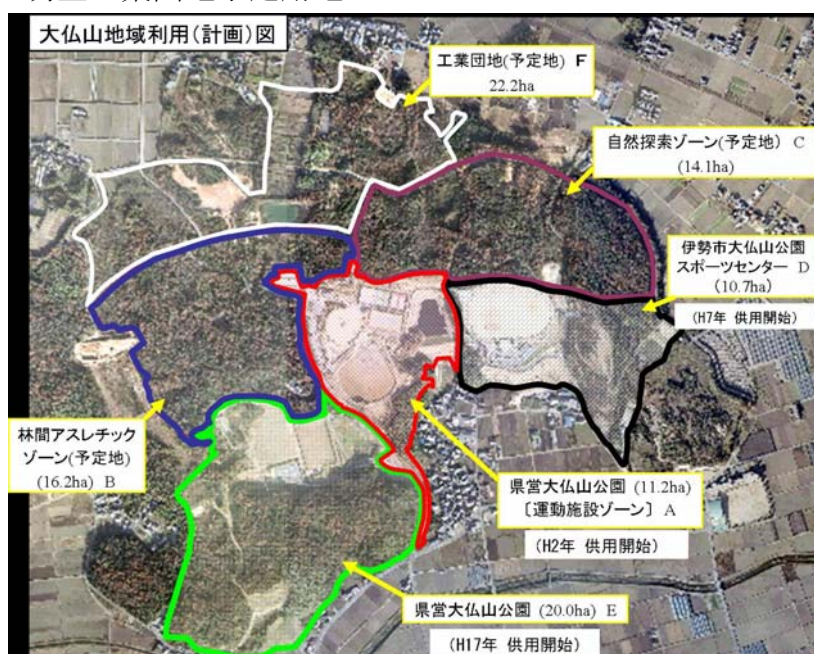 大仏山地域利用(計画)図
工業団地(予定地) F
22.2ha
自然探索ゾーン(予定地) C
(14.1ha)
伊勢市大仏山公園
スポーツセンター D
(10.7ha)
(H7年 供用開始)
林間アスレチック
ゾーン(予定地)
(16.2ha) B
県営大仏山公園 (11.2ha)
〔運動施設ゾーン〕 A
(H2年 供用開始)
県営大仏山公園 (20.0ha) E
(H17年 供用開始)